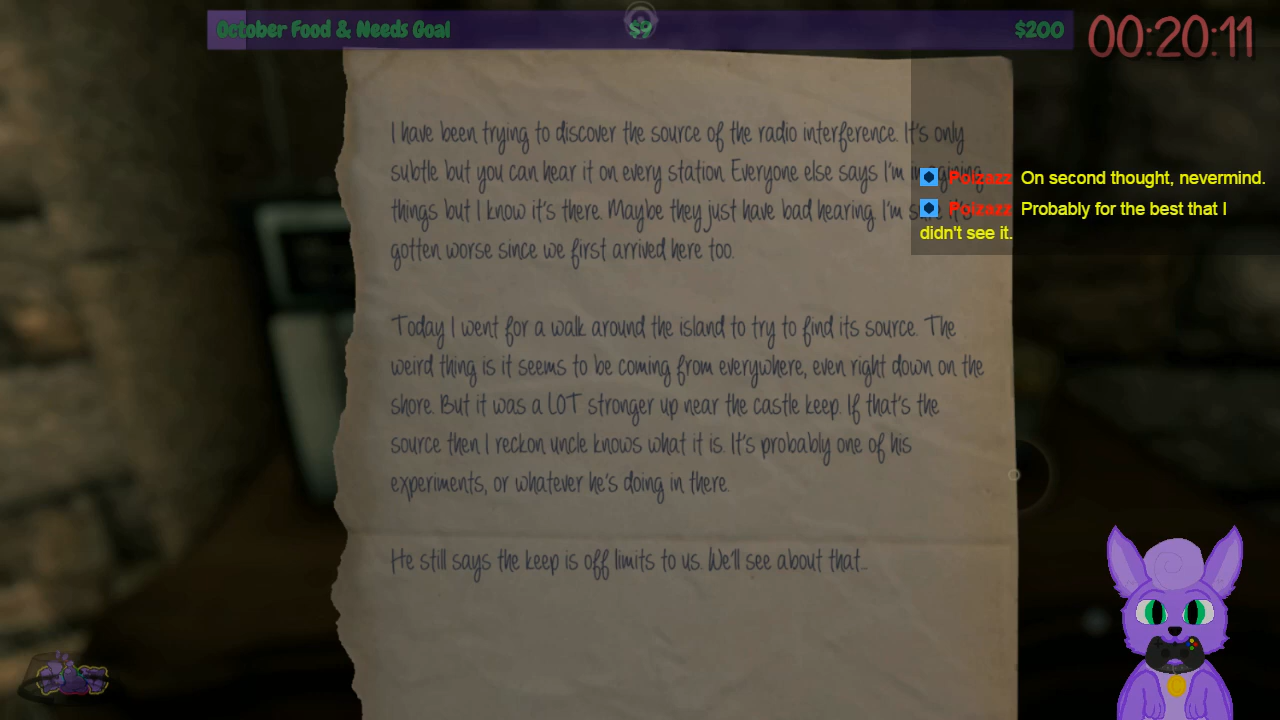 October Food & Needs Goal
$9
$200
00:20:11
I have been trying to discover the source of the radio interference. It's only
subtle but you can hear it on every station. Everyone else says I'm imagining
things but I know it's there. Maybe they just have bad hearing. I'm sure it's
gotten worse since we first arrived here too.
Today I went for a walk around the island to try to find its source. The
weird thing is it seems to be coming from everywhere, even right down on the
shore. But it was a LOT stronger up near the castle keep. If that's the
source then I reckon uncle knows what it is. It's probably one of his
experiments, or whatever he's doing in there.
He still says the keep is off limits to us. We'll see about that...
Poizazz On second thought, nevermind.
Poizazz Probably for the best that I
didn't see it.